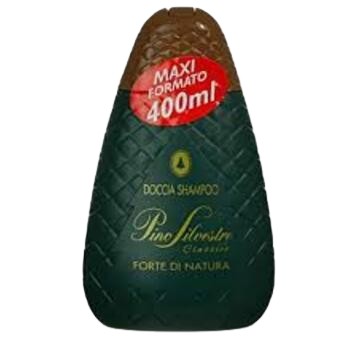 MAXI
FORMATO
400ml
DOCCIA SHAMPOO
Pino Silvestre
Classico
FORTE DI NATURA